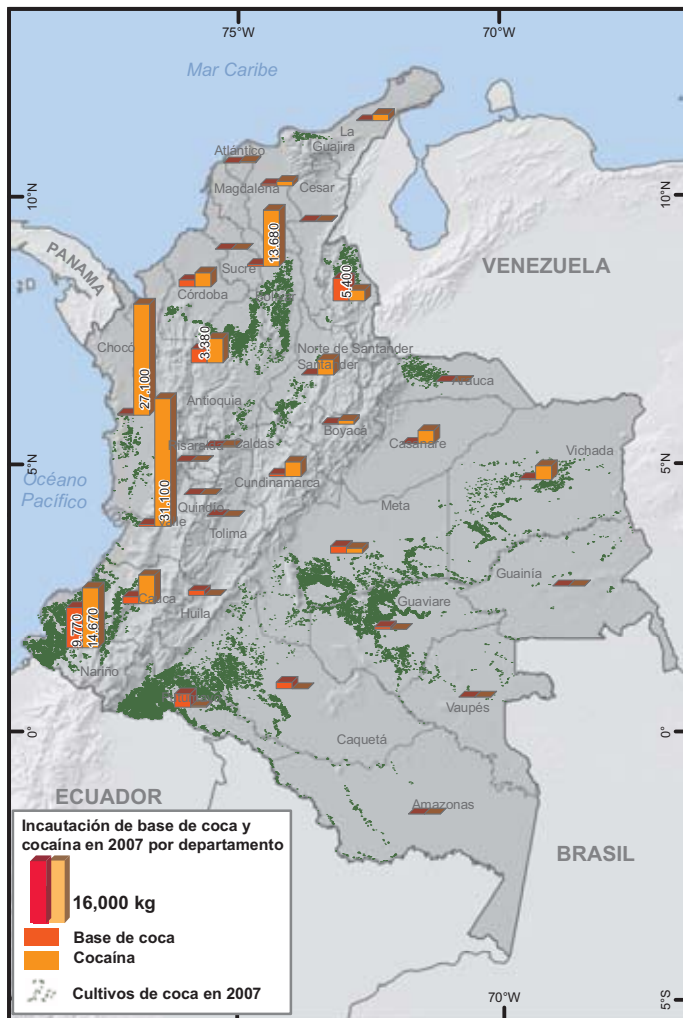 75°W
70°W
Mar Caribe
La
Guajira
Atlántico
Magdalena
Cesar
10°N
10°N
PANAMA
13.680
Sucre
VENEZUELA
5.400
Córdoba
Bolívar
Chocó
27.100
3.380
Norte de Santander
Santander
Arauca
Antioquia
Boyacá
Casanare
Risaralda
Caldas
Vichada
5°N
5°N
Océano
Pacífico
Cundinamarca
31.100
Quindío
Meta
Tolima
Guainía
Cauca
Huila
Guaviare
9.770
14.670
Nariño
Vaupés
0°
0°
Caquetá
ECUADOR
Amazonas
BRASIL
Incautación de base de coca y
cocaína en 2007 por departamento
16,000 kg
Base de coca
Cocaína
Cultivos de coca en 2007
70°W
5°S